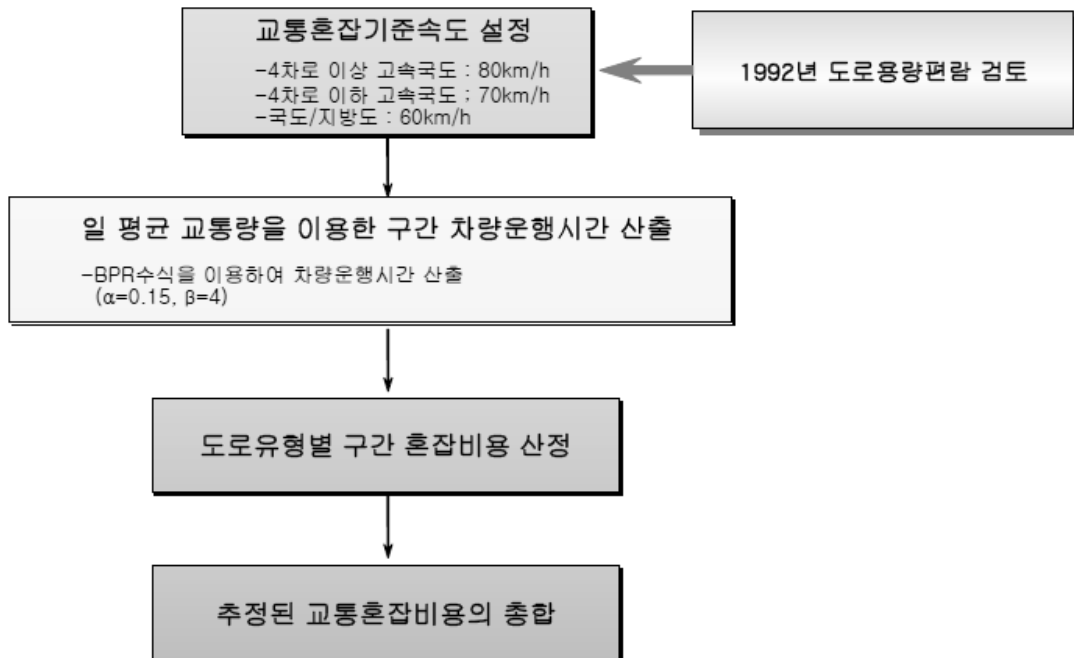 교통혼잡기준속도 설정
-4차로 이상 고속국도 : 80km/h
-4차로 이하 고속국도 ; 70km/h
-국도/지방도 : 60km/h
1992년 도로용량편람 검토
일 평균 교통량을 이용한 구간 차량운행시간 산출
-BPR수식을 이용하여 차량운행시간 산출
(α=0.15, β=4)
도로유형별 구간 혼잡비용 산정
추정된 교통혼잡비용의 총합